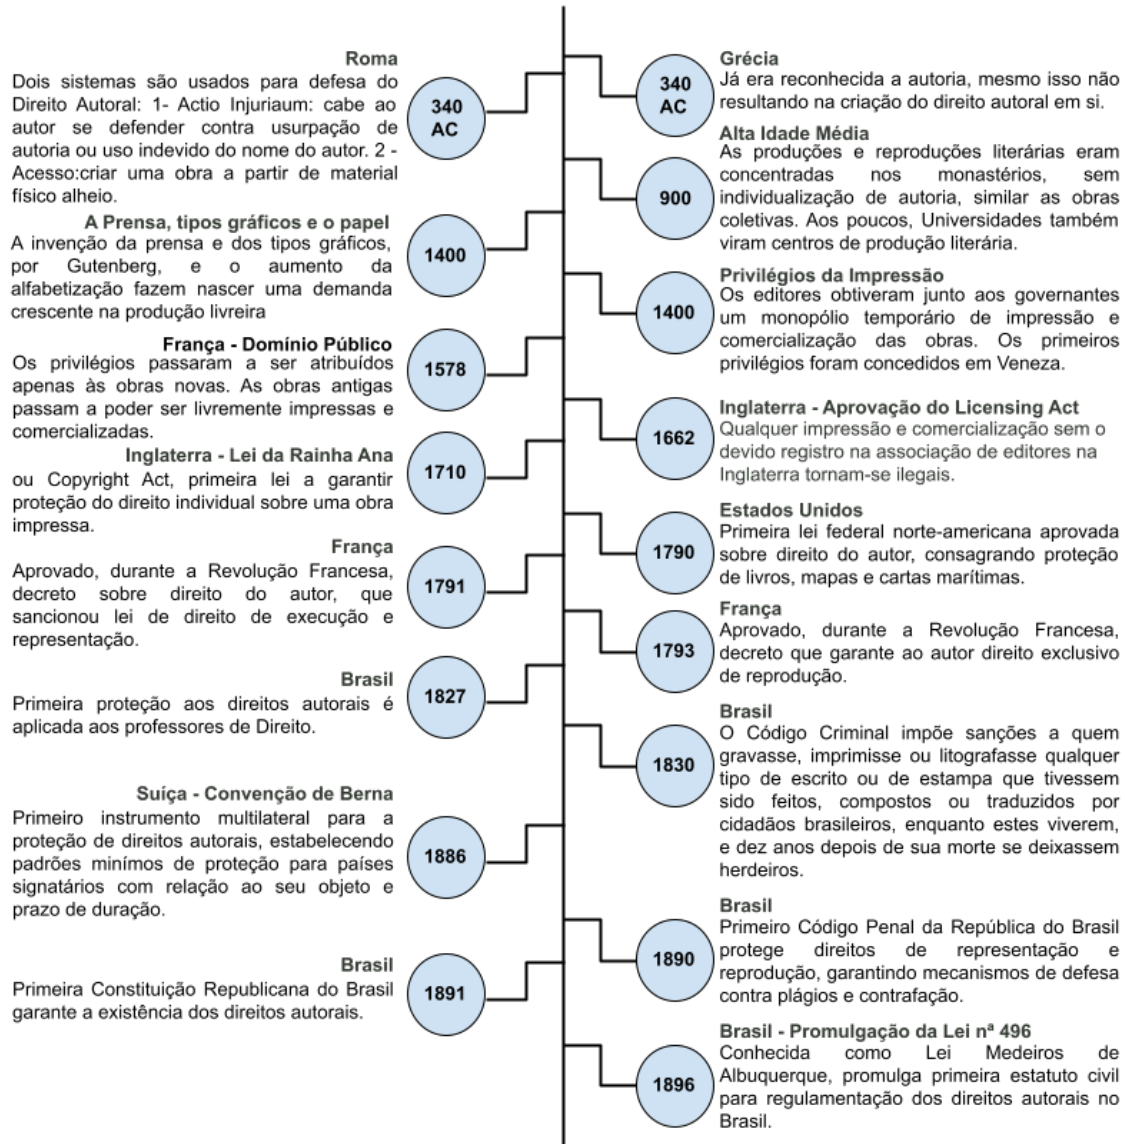 Roma
Dois sistemas são usados para defesa do
Direito Autoral: 1- Actio Injuriaum: cabe ao
autor se defender contra usurpação de
autoria ou uso indevido do nome do autor. 2 -
Acesso:criar uma obra a partir de material
físico alheio.
340
AC
Grécia
Já era reconhecida a autoria, mesmo isso não
resultando na criação do direito autoral em si.
340
AC
Alta Idade Média
As produções e reproduções literárias eram
concentradas nos monastérios, sem
individualização de autoria, similar as obras
coletivas. Aos poucos, Universidades também
viram centros de produção literária.
900
A Prensa, tipos gráficos e o papel
A invenção da prensa e dos tipos gráficos,
por Gutenberg, e o aumento da
alfabetização fazem nascer uma demanda
crescente na produção livreira
1400
Privilégios da Impressão
Os editores obtiveram junto aos governantes
um monopólio temporário de impressão e
comercialização das obras. Os primeiros
privilégios foram concedidos em Veneza.
1400
França - Domínio Público
Os privilégios passaram a ser atribuídos
apenas às obras novas. As obras antigas
passam a poder ser livremente impressas e
comercializadas.
1578
Inglaterra - Aprovação do Licensing Act
Qualquer impressão e comercialização sem o
devido registro na associação de editores na
Inglaterra tornam-se ilegais.
1662
Inglaterra - Lei da Rainha Ana
ou Copyright Act, primeira lei a garantir
proteção do direito individual sobre uma obra
impressa.
1710
Estados Unidos
Primeira lei federal norte-americana aprovada
sobre direito do autor, consagrando proteção
de livros, mapas e cartas marítimas.
1790
França
Aprovado, durante a Revolução Francesa,
decreto sobre direito do autor, que
sancionou lei de direito de execução e
representação.
1791
França
Aprovado, durante a Revolução Francesa,
decreto que garante ao autor direito exclusivo
de reprodução.
1793
Brasil
Primeira proteção aos direitos autorais é
aplicada aos professores de Direito.
1827
Brasil
O Código Criminal impõe sanções a quem
gravasse, imprimisse ou litografasse qualquer
tipo de escrito ou de estampa que tivessem
sido feitos, compostos ou traduzidos por
cidadãos brasileiros, enquanto estes viverem,
e dez anos depois de sua morte se deixassem
herdeiros.
1830
Suíça - Convenção de Berna
Primeiro instrumento multilateral para a
proteção de direitos autorais, estabelecendo
padrões minímos de proteção para países
signatários com relação ao seu objeto e
prazo de duração.
1886
Brasil
Primeiro Código Penal da República do Brasil
protege direitos de representação e
reprodução, garantindo mecanismos de defesa
contra plágios e contrafação.
1890
Brasil
Primeira Constituição Republicana do Brasil
garante a existência dos direitos autorais.
1891
Brasil - Promulgação da Lei nª 496
Conhecida como Lei Medeiros de
Albuquerque, promulga primeira estatuto civil
para regulamentação dos direitos autorais no
Brasil.
1896